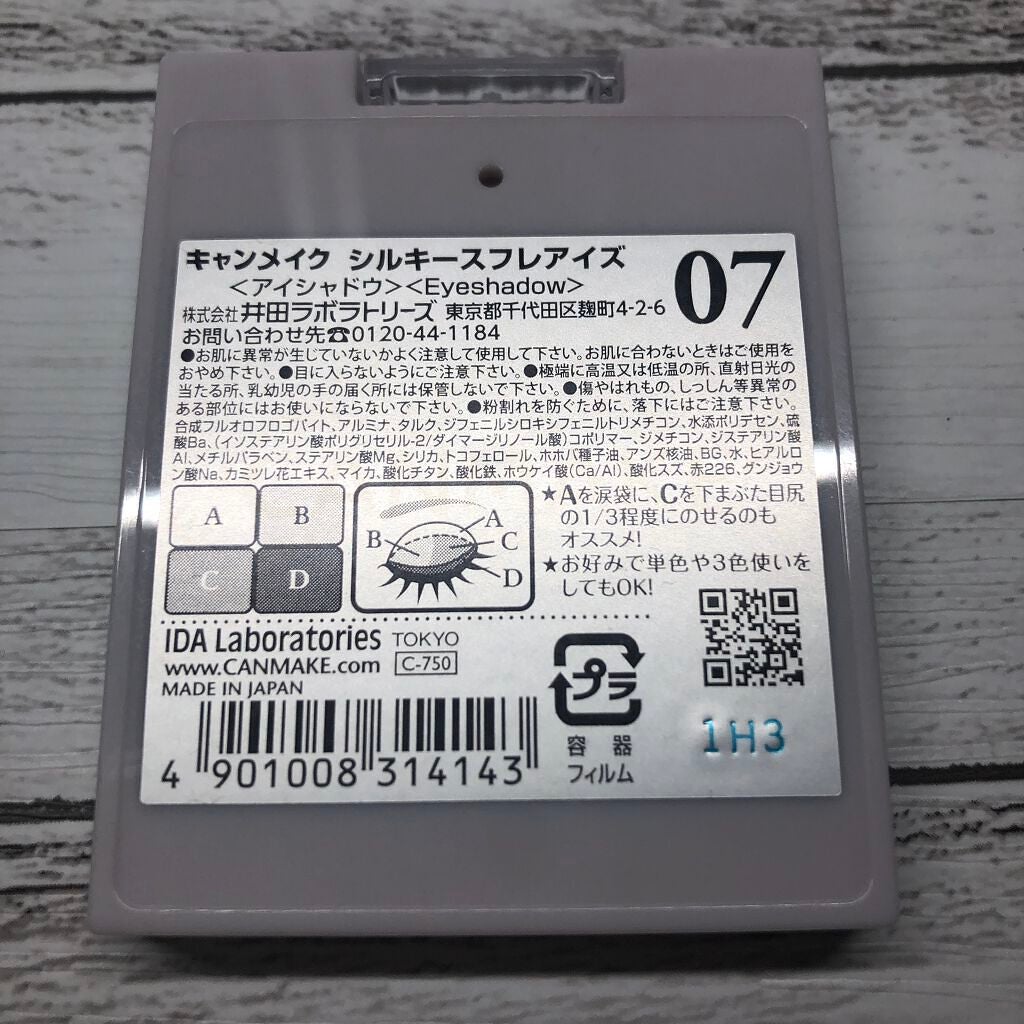 キャンメイク シルキースフレアイズ
07
＜アイシャドウ＞＜Eyeshadow＞
株式会社 井田ラボラトリーズ 東京都千代田区麹町4-2-6
お問い合わせ先☎0120-44-1184
●お肌に異常が生じていないかよく注意して使用して下さい。お肌に合わないときはご使用を
おやめ下さい。●目に入らないようにご注意下さい。●極端に高温又は低温の所、直射日光の
当たる所、乳幼児の手の届く所には保管しないで下さい。●傷やはれもの、しっしん等異常の
ある部位にはお使いにならないで下さい。●粉割れを防ぐために、落下にはご注意下さい。
合成フルオロフロゴパイト、アルミナ、タルク、ジフェニルシロキシフェニルトリメチコン、水添ポリデセン、硫
酸Ba、(イソステアリン酸ポリグリセリル-2/ダイマージリノール酸)コポリマー、ジメチコン、ジステアリン酸
Al、メチルパラベン、ステアリン酸Mg、シリカ、トコフェロール、ホホバ種子油、アンズ核油、BG、水、ヒアルロ
ン酸Na、カミツレ花エキス、マイカ、酸化チタン、酸化鉄、ホウケイ酸(Ca/Al)、酸化スズ、赤226、グンジョウ
A B
C D
A
B C
D
★Aを涙袋に、Cを下まぶた目尻
の1/3程度にのせるのも
オススメ!
★お好みで単色や3色使いを
してもOK!
IDA Laboratories TOKYO
www.CANMAKE.com C-750
MADE IN JAPAN
4 901008 314143
プラ
容器
フィルム
1H3